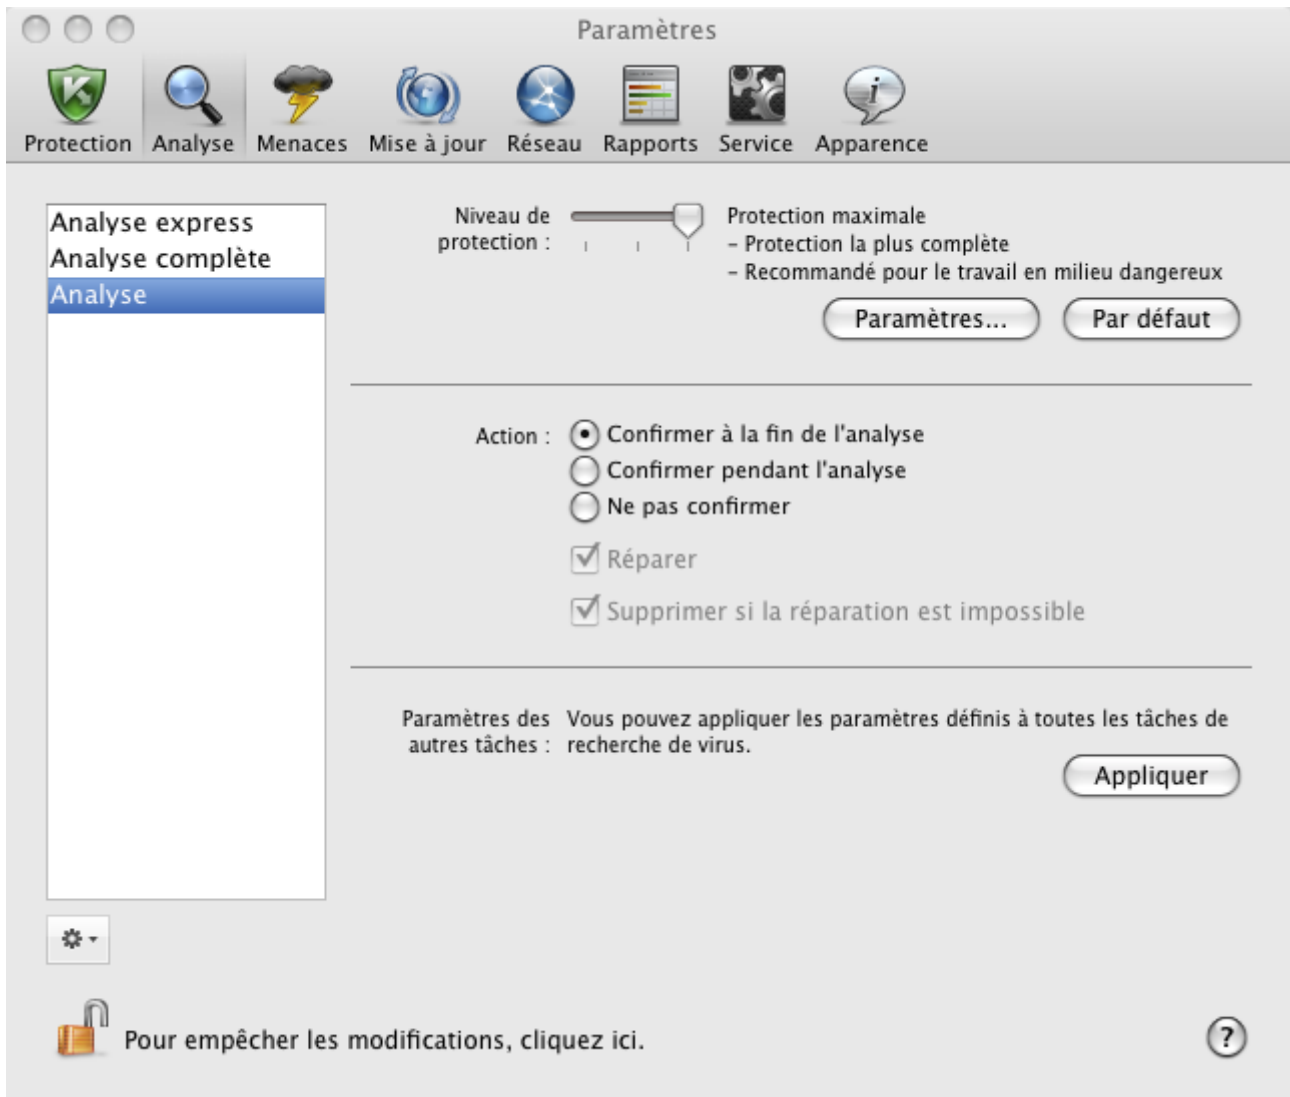 Paramètres
Protection Analyse Menaces Mise à jour Réseau Rapports Service Apparence
Analyse express
Analyse complète
Analyse
Niveau de protection :
Protection maximale
- Protection la plus complète
- Recommandé pour le travail en milieu dangereux
Paramètres... Par défaut
Action :
Confirmer à la fin de l'analyse
Confirmer pendant l'analyse
Ne pas confirmer
Réparer
Supprimer si la réparation est impossible
Paramètres des
autres tâches :
Vous pouvez appliquer les paramètres définis à toutes les tâches de
recherche de virus.
Appliquer
Pour empêcher les modifications, cliquez ici.
?